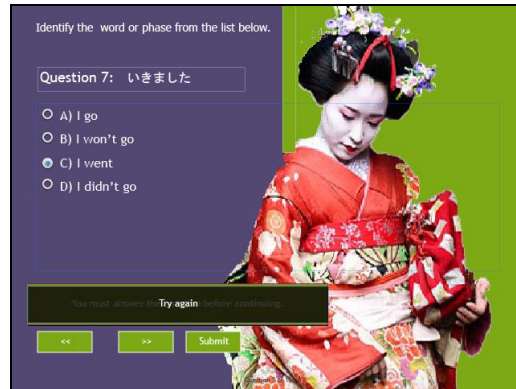 Identify the word or phase from the list below.
Question 7: いきました
A) I go
B) I won't go
C) I went
D) I didn't go
You must answer the Try again before continuing.
<<
>>
Submit